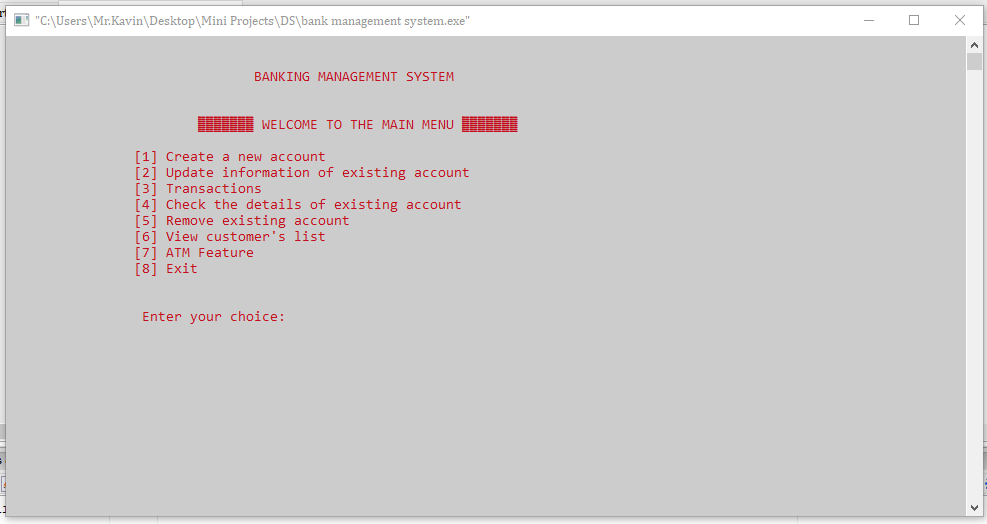 "C:\Users\Mr.Kavin\Desktop\Mini Projects\DS\bank management system.exe"
BANKING MANAGEMENT SYSTEM
WELCOME TO THE MAIN MENU
[1] Create a new account
[2] Update information of existing account
[3] Transactions
[4] Check the details of existing account
[5] Remove existing account
[6] View customer's list
[7] ATM Feature
[8] Exit
Enter your choice: